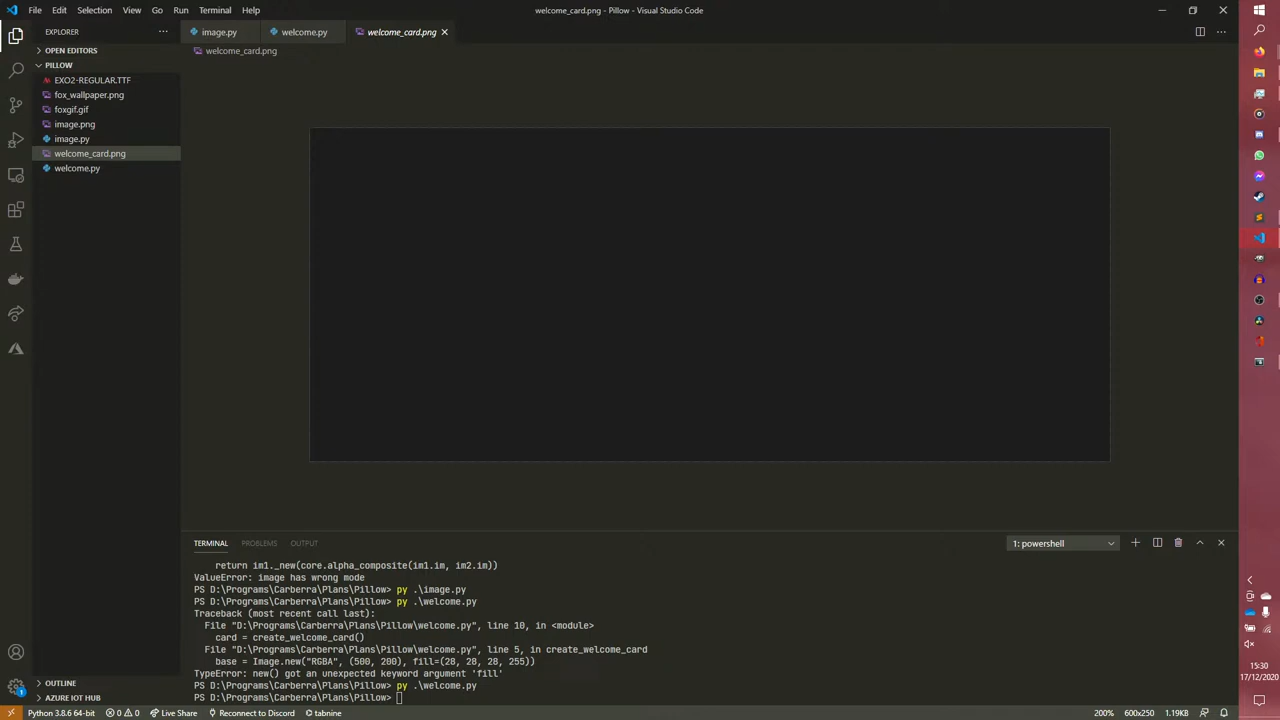 File Edit Selection View Go Run Terminal Help
welcome_card.png - Pillow - Visual Studio Code
EXPLORER
image.py welcome.py welcome_card.png
OPEN EDITORS
welcome_card.png
PILLOW
EXO2-REGULAR.TTF
fox_wallpaper.png
foxgif.gif
image.png
image.py
welcome_card.png
welcome.py
TERMINAL PROBLEMS OUTPUT
1: powershell
return im1._new(core.alpha_composite(im1.im, im2.im))
ValueError: image has wrong mode
PS D:\Programs\Carberra\Plans\Pillow> py .\image.py
PS D:\Programs\Carberra\Plans\Pillow> py .\welcome.py
Traceback (most recent call last):
File "D:\Programs\Carberra\Plans\Pillow\welcome.py", line 10, in <module>
card = create_welcome_card()
File "D:\Programs\Carberra\Plans\Pillow\welcome.py", line 5, in create_welcome_card
base = Image.new("RGBA", (500, 200), fill=(28, 28, 28, 255))
TypeError: new() got an unexpected keyword argument 'fill'
PS D:\Programs\Carberra\Plans\Pillow> py .\welcome.py
PS D:\Programs\Carberra\Plans\Pillow>
OUTLINE
AZURE IOT HUB
1
Python 3.8.6 64-bit 0 0 Live Share Reconnect to Discord tabnine
200% 600x250 1.19KB
15:30
17/12/2020